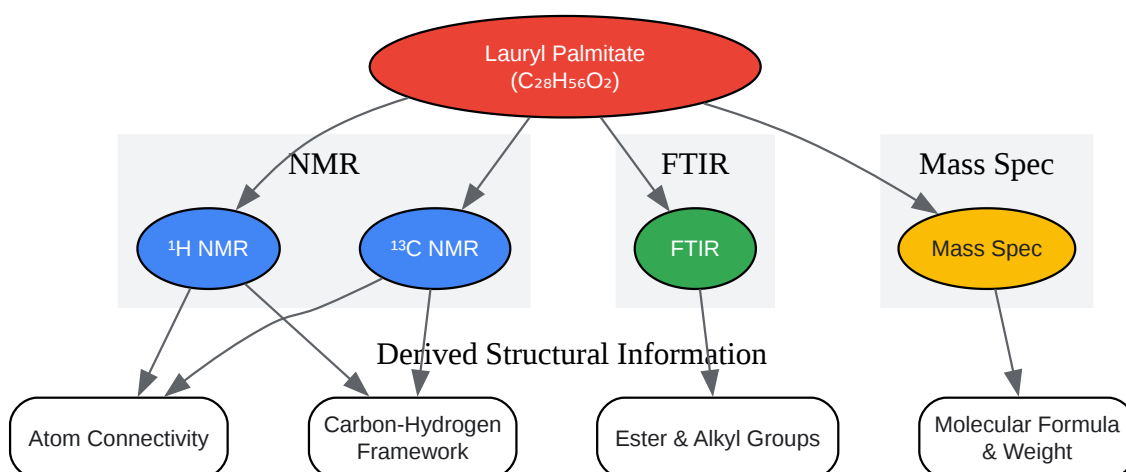 Lauryl Palmitate
(C₂₈H₅₆O₂)
NMR
FTIR
Mass Spec
¹H NMR
¹³C NMR
FTIR
Mass Spec
Derived Structural Information
Atom Connectivity
Carbon-Hydrogen
Framework
Ester & Alkyl Groups
Molecular Formula
& Weight